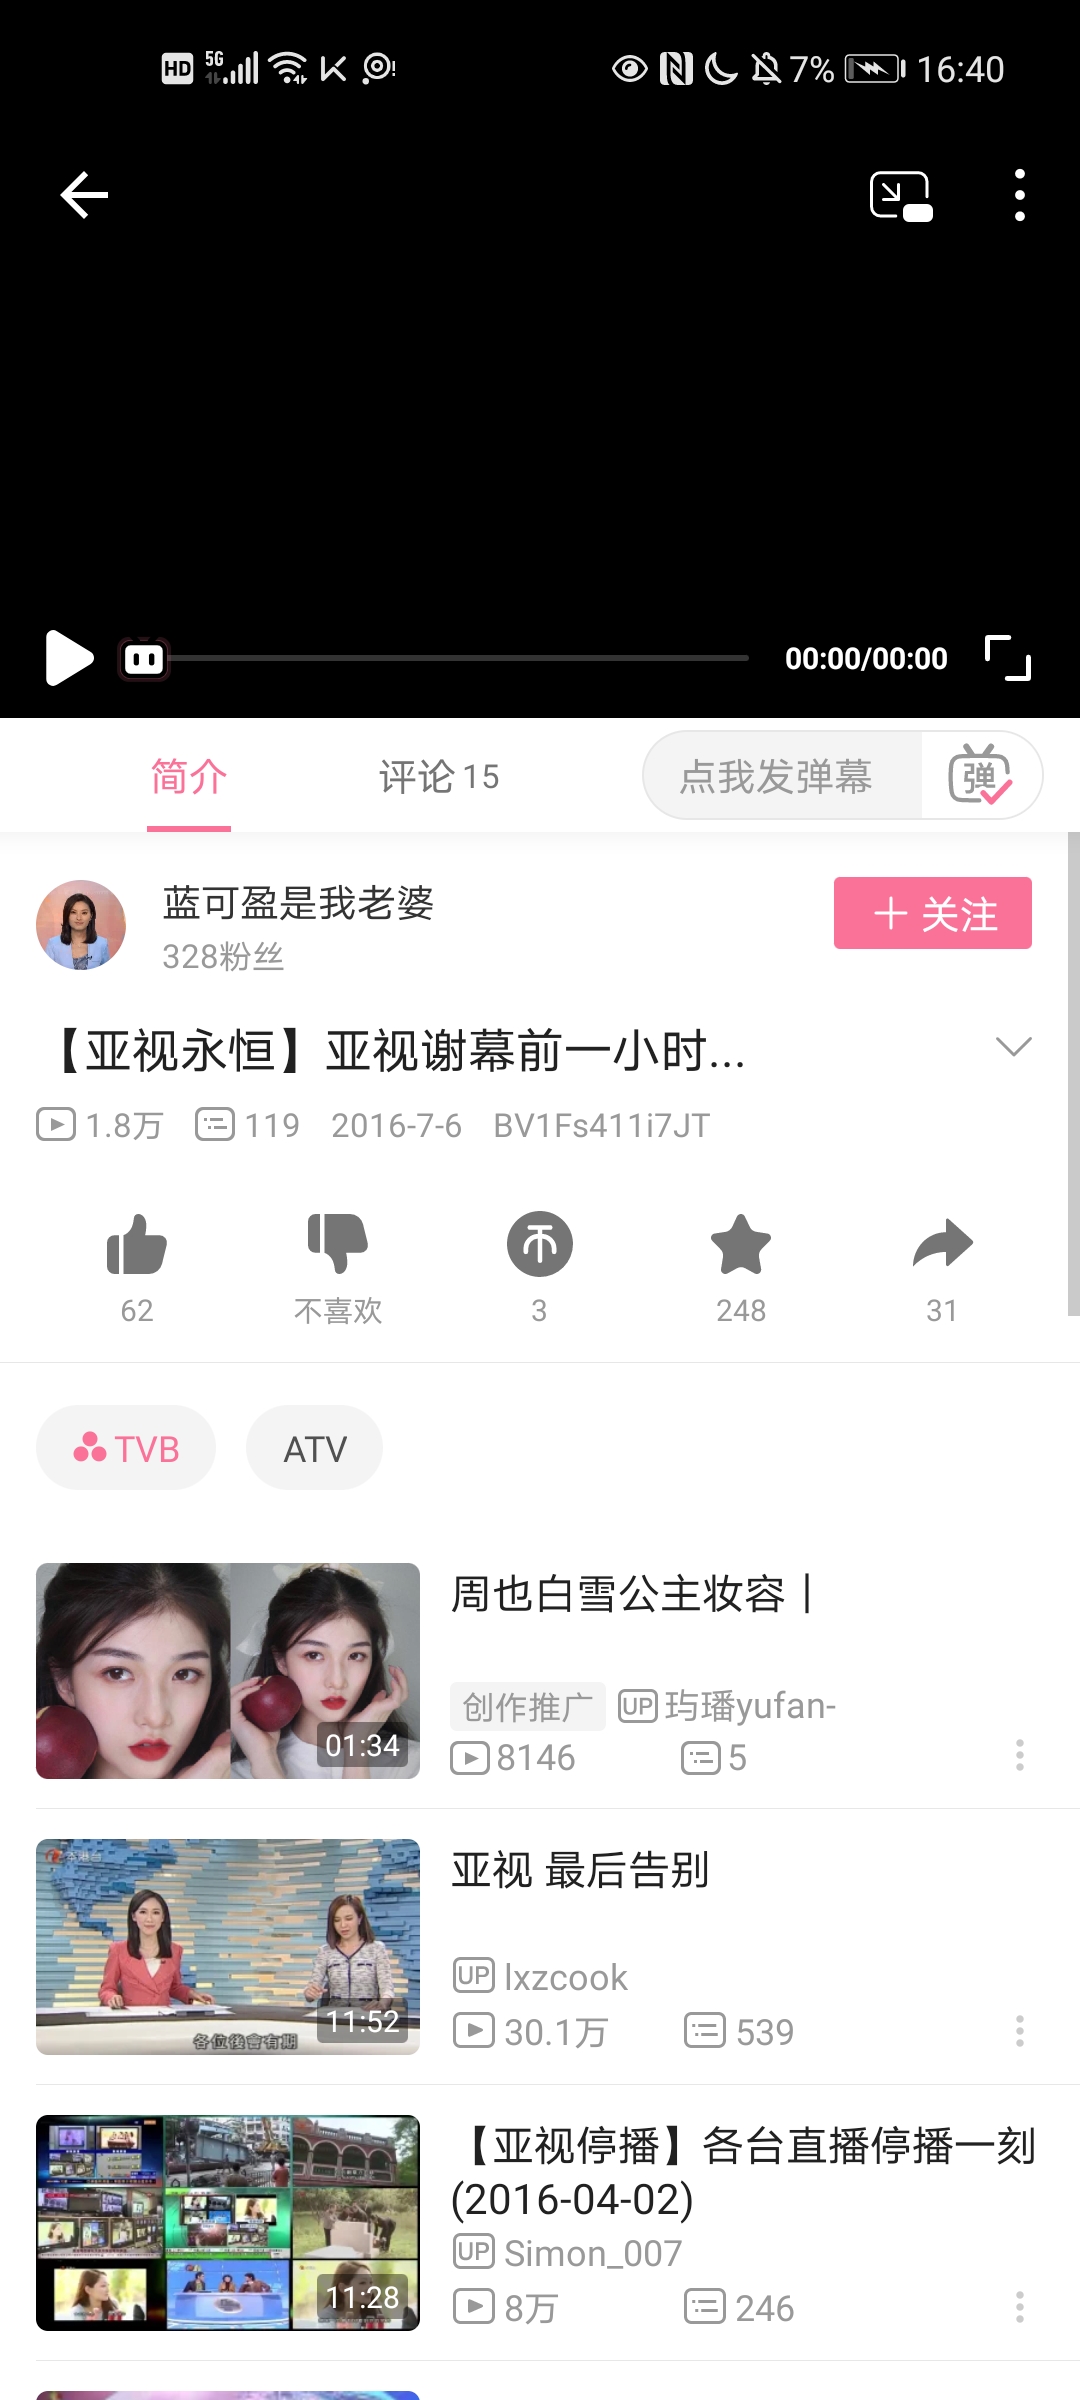 HD 5G 7% 16:40
00:00/00:00
简介 评论 15 点我发弹幕 弹
蓝可盈是我老婆
328粉丝
＋ 关注
【亚视永恒】亚视谢幕前一小时...
1.8万 119 2016-7-6 BV1Fs411i7JT
62 不喜欢 3 248 31
TVB ATV
周也白雪公主妆容｜
01:34
创作推广 UP 玙璠yufan-
8146 5
亚视 最后告别
各位後會有期
11:52
UP lxzcook
30.1万 539
【亚视停播】各台直播停播一刻
(2016-04-02)
11:28
UP Simon_007
8万 246